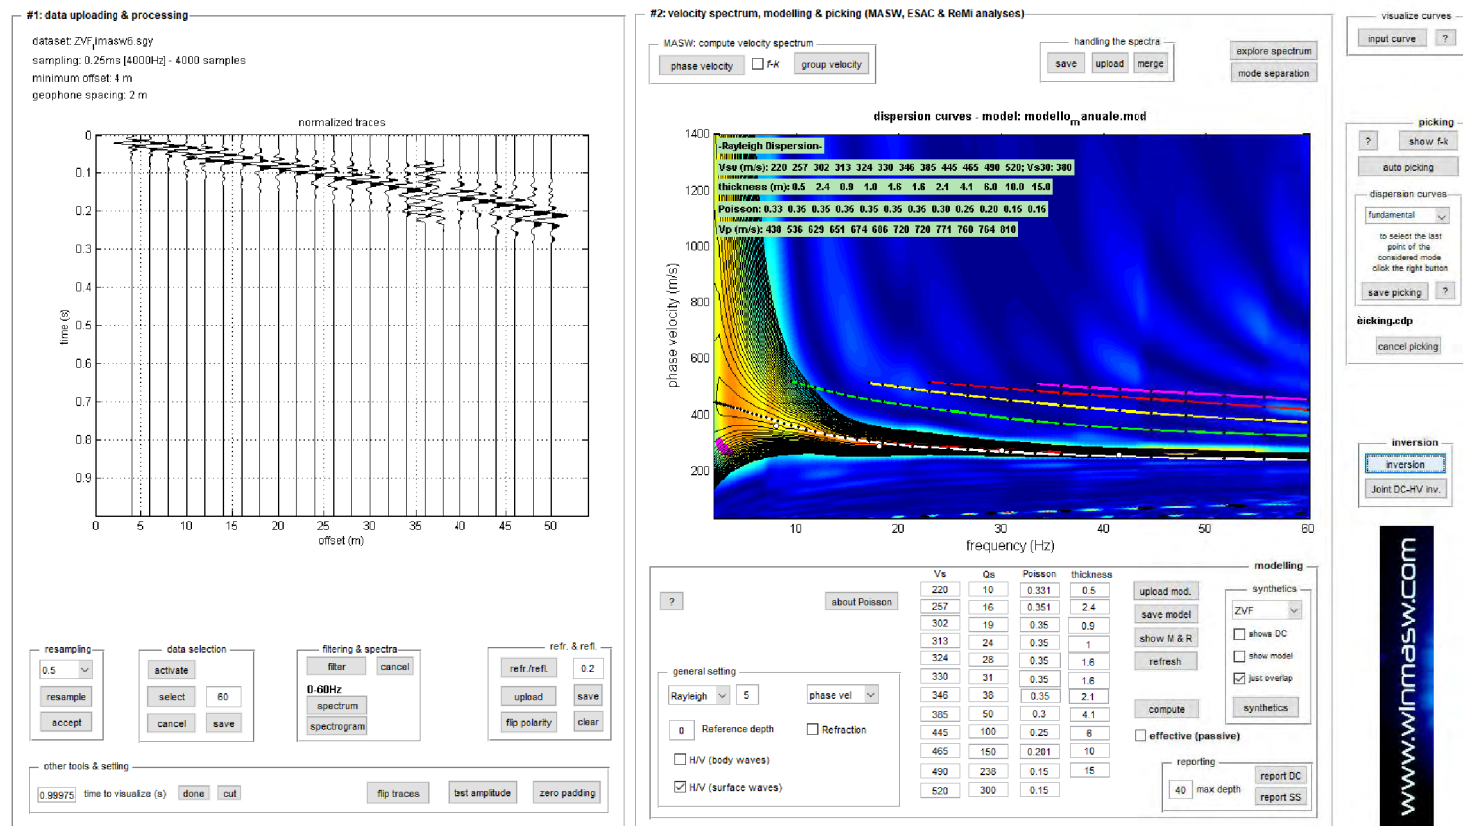 #1: data uploading & processing
dataset: ZVF_imasw6.sgy
sampling: 0.25ms [4000Hz] - 4000 samples
minimum offset: 4 m
geophone spacing: 2 m
normalized traces
0
0.1
0.2
0.3
0.4
0.5
0.6
0.7
0.8
0.9
time (s)
0 5 10 15 20 25 30 35 40 45 50
offset (m)
resampling
0.5
resample
accept
data selection
activate
select 60
cancel save
filtering & spectra
filter cancel
0-60Hz
spectrum
spectrogram
refr. & refl.
refr./refl. 0.2
upload save
flip polarity clear
other tools & setting
0.99975 time to visualize (s) done cut flip traces test amplitude zero padding
#2: velocity spectrum, modelling & picking (MASW, ESAC & ReMi analyses)
MASW: compute velocity spectrum
phase velocity f-k group velocity
handling the spectra
save upload merge
explore spectrum
mode separation
dispersion curves - model: modello_manuale.mod
-Rayleigh Dispersion-
Vsv (m/s): 220 257 302 313 324 330 346 385 445 465 490 520; Vs30: 380
thickness (m): 0.5 2.4 0.9 1.0 1.6 1.6 2.1 4.1 6.0 10.0 15.0
Poisson: 0.33 0.35 0.35 0.35 0.35 0.35 0.35 0.30 0.25 0.20 0.15 0.15
Vp (m/s): 438 536 629 651 674 686 720 720 771 760 764 810
1400
1200
1000
800
600
400
200
phase velocity (m/s)
10 20 30 40 50 60
frequency (Hz)
modelling
?
about Poisson
general setting
Rayleigh 5 phase vel
0 Reference depth Refraction
H/V (body waves)
H/V (surface waves)
Vs Qs Poisson thickness
220 10 0.331 0.5
257 16 0.351 2.4
302 19 0.35 0.9
313 24 0.35 1
324 28 0.35 1.6
330 31 0.35 1.6
346 38 0.35 2.1
385 50 0.3 4.1
445 100 0.25 6
465 150 0.201 10
490 238 0.15 15
520 300 0.15
upload mod.
save model
show M & R
refresh
compute
synthetics
ZVF
shows DC
show model
just overlap
synthetics
effective (passive)
reporting
40 max depth
report DC
report SS
visualize curves
input curve ?
picking
? show f-k
auto picking
dispersion curves
fundamental
to select the last
point of the
considered mode
click the right button
save picking ?
èicking.cdp
cancel picking
inversion
inversion
Joint DC-HV inv.
www.winmasw.com